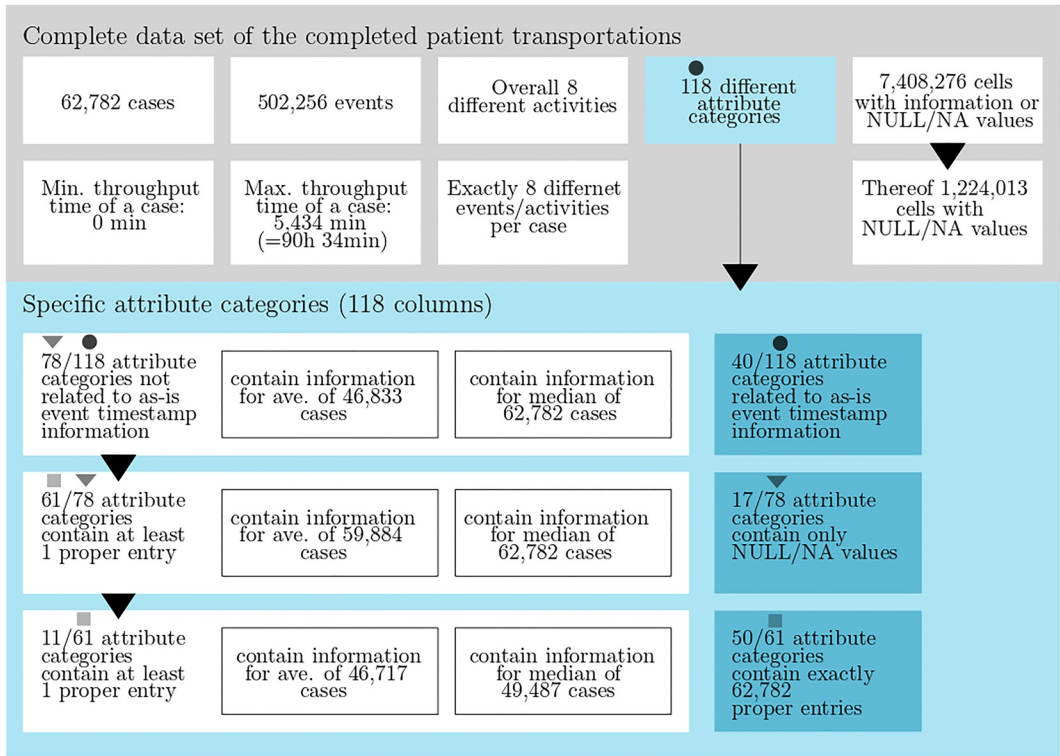 Complete data set of the completed patient transportations
62,782 cases
502,256 events
Overall 8
different activities
118 different
attribute
categories
7,408,276 cells
with information or
NULL/NA values
Min. throughput
time of a case:
0 min
Max. throughput
time of a case:
5,434 min
(=90h 34min)
Exactly 8 differnet
events/activities
per case
Thereof 1,224,013
cells with
NULL/NA values
Specific attribute categories (118 columns)
78/118 attribute
categories not
related to as-is
event timestamp
information
contain information
for ave. of 46,833
cases
contain information
for median of
62,782 cases
40/118 attribute
categories
related to as-is
event timestamp
information
61/78 attribute
categories
contain at least
1 proper entry
contain information
for ave. of 59,884
cases
contain information
for median of
62,782 cases
17/78 attribute
categories
contain only
NULL/NA values
11/61 attribute
categories
contain at least
1 proper entry
contain information
for ave. of 46,717
cases
contain information
for median of
49,487 cases
50/61 attribute
categories
contain exactly
62,782
proper entries